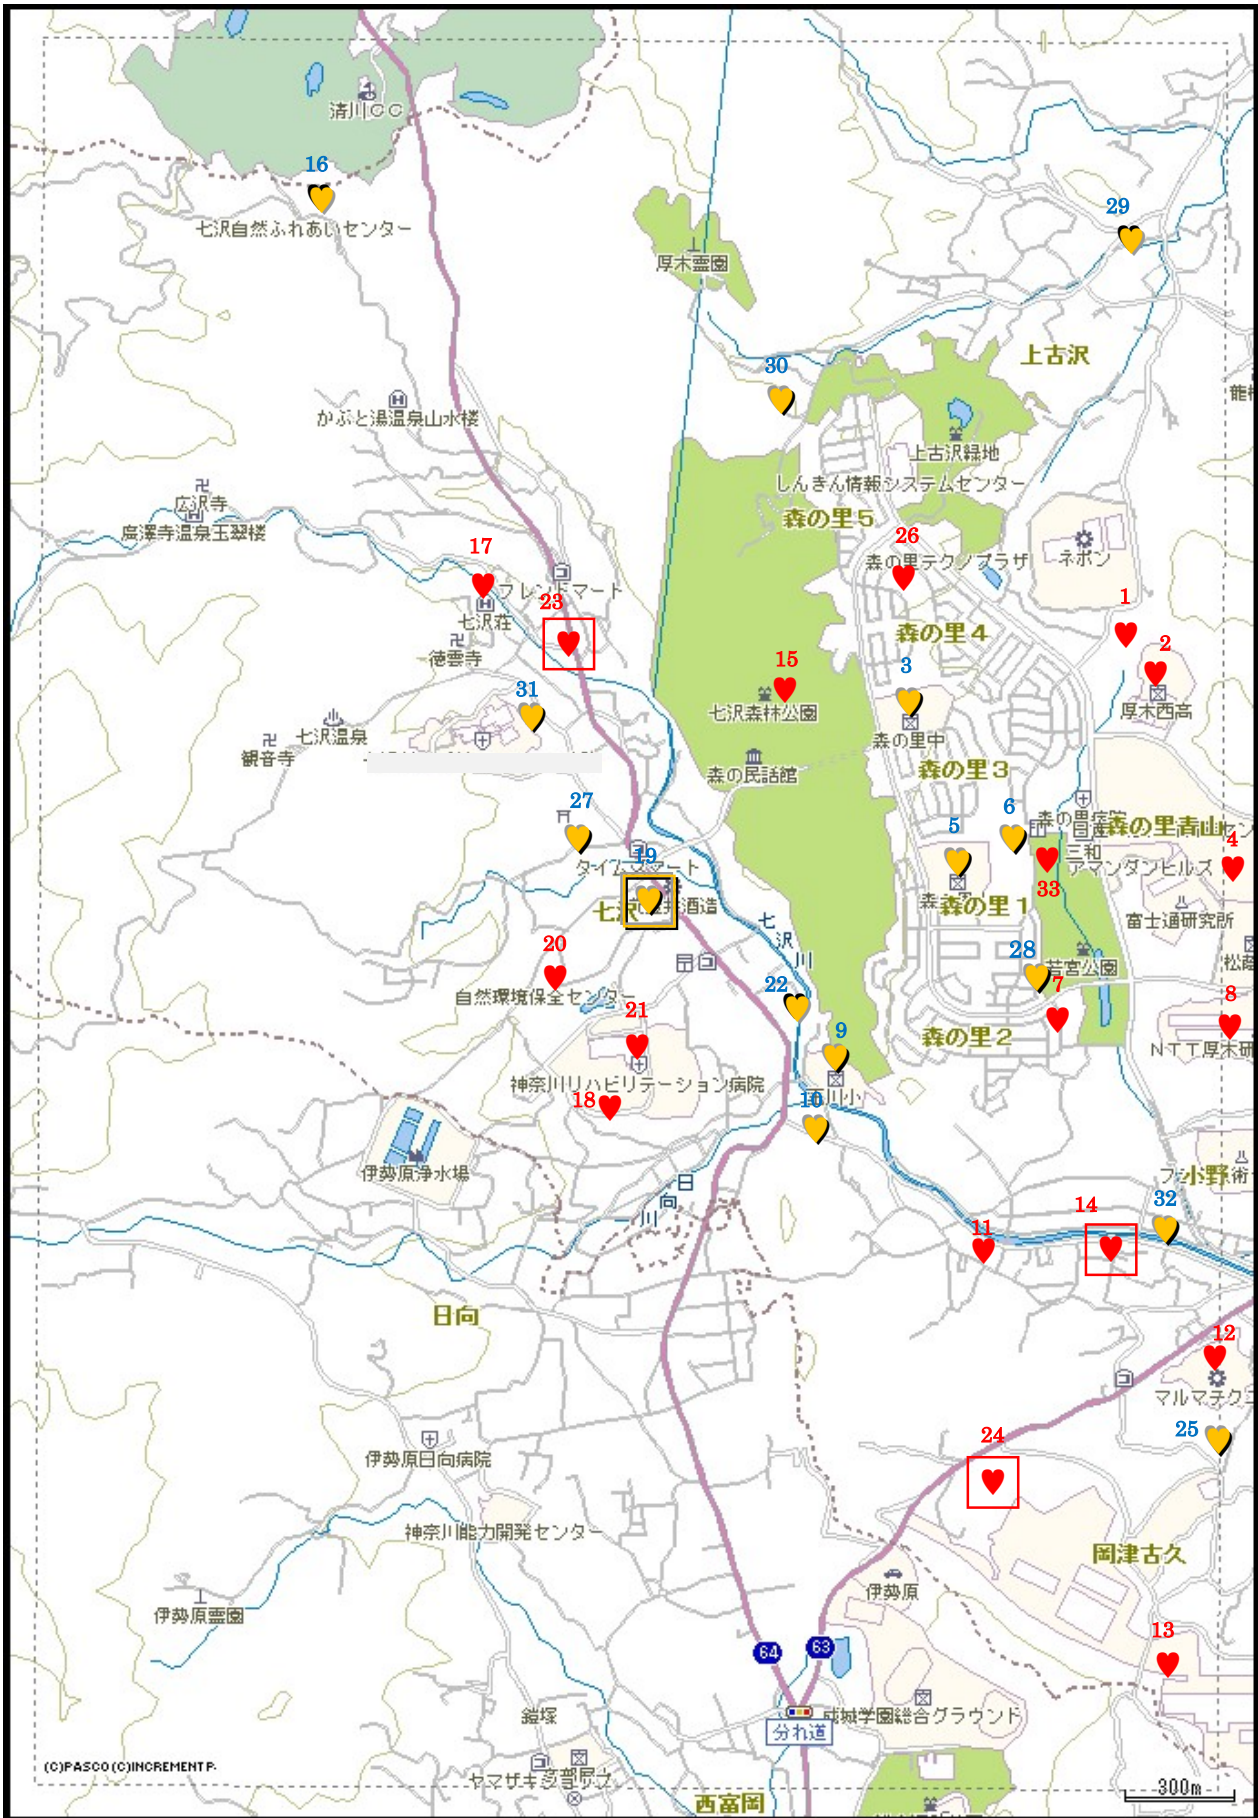 清川CC
16
七沢自然ふれあいセンター
29
厚木霊園
上古沢
30
かぶと湯温泉山水楼
上古沢緑地
しんきん情報システムセンター
広沢寺
廣澤寺温泉玉翠楼
森の里5
26
森の里テクノプラザ
ネポン
17
フレンドマート
23
七沢荘
1
森の里4
徳雲寺
2
15
3
31
厚木西高
七沢森林公園
七沢温泉
森の里中
観音寺
森の里3
森の民話館
27
6
5
森の里病院
森の里青山
4
三和
アマンダンヒルズ
19
タイムズマート
33
七沢
酒造
森の里1
富士通研究所
七沢川
20
28
若宮公園
自然環境保全センター
22
7
8
21
9
森の里2
NTT厚木研
神奈川リハビリテーション病院
18
10
伊勢原浄水場
小野
日向川
14
32
11
日向
12
マルマテクニ
25
24
伊勢原日向病院
神奈川能力開発センター
岡津古久
伊勢原
伊勢原霊園
13
64
63
鎧塚
成城学園総合グラウンド
分れ道
(C)PASCO(C)INCREMENT P.
300m
西富岡